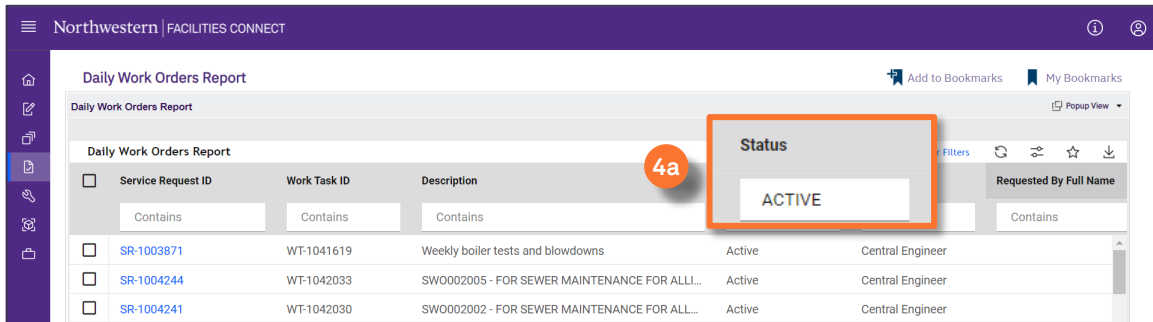 Northwestern | FACILITIES CONNECT
Daily Work Orders Report
Add to Bookmarks
My Bookmarks
Daily Work Orders Report
Popup View
Daily Work Orders Report
4a
Status
Filters
Service Request ID
Work Task ID
Description
Requested By Full Name
ACTIVE
Contains
Contains
Contains
Contains
SR-1003871 WT-1041619 Weekly boiler tests and blowdowns Active Central Engineer
SR-1004244 WT-1042033 SWO002005 - FOR SEWER MAINTENANCE FOR ALLI... Active Central Engineer
SR-1004241 WT-1042030 SWO002002 - FOR SEWER MAINTENANCE FOR ALL... Active Central Engineer